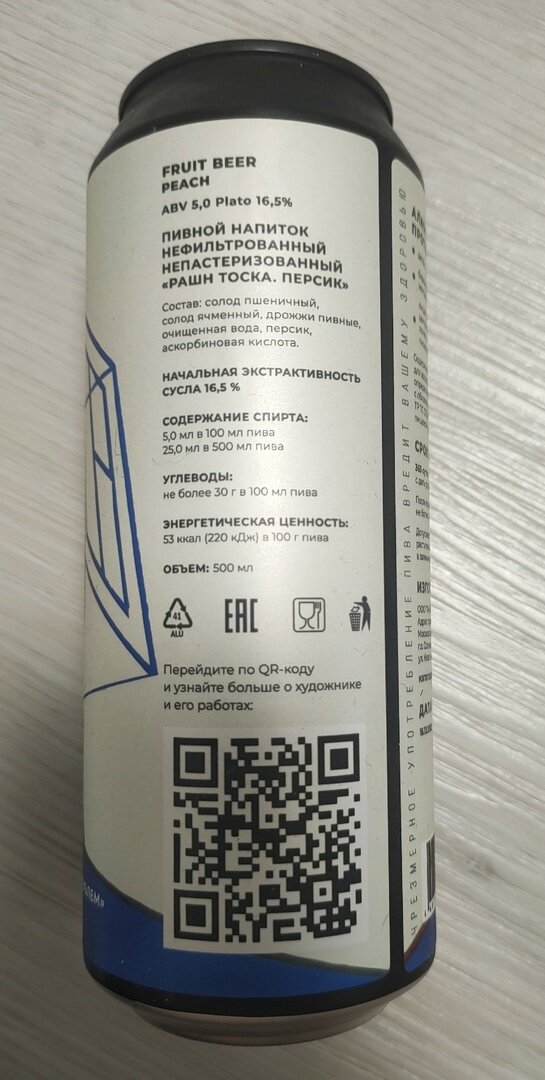 FRUIT BEER
PEACH
ABV 5,0 Plato 16,5%
ПИВНОЙ НАПИТОК
НЕФИЛЬТРОВАННЫЙ
НЕПАСТЕРИЗОВАННЫЙ
«РАШН ТОСКА. ПЕРСИК»
Состав: солод пшеничный,
солод ячменный, дрожжи пивные,
очищенная вода, персик,
аскорбиновая кислота.
НАЧАЛЬНАЯ ЭКСТРАКТИВНОСТЬ
СУСЛА 16,5 %
СОДЕРЖАНИЕ СПИРТА:
5,0 мл в 100 мл пива
25,0 мл в 500 мл пива
УГЛЕВОДЫ:
не более 30 г в 100 мл пива
ЭНЕРГЕТИЧЕСКАЯ ЦЕННОСТЬ:
53 ккал (220 кДж) в 100 г пива
ОБЪЕМ: 500 мл
41
ALU
EAC
Перейдите по QR-коду
и узнайте больше о художнике
и его работах:
ЧРЕЗМЕРНОЕ УПОТРЕБЛЕНИЕ ПИВА ВРЕДИТ ВАШЕМУ ЗДОРОВЬЮ